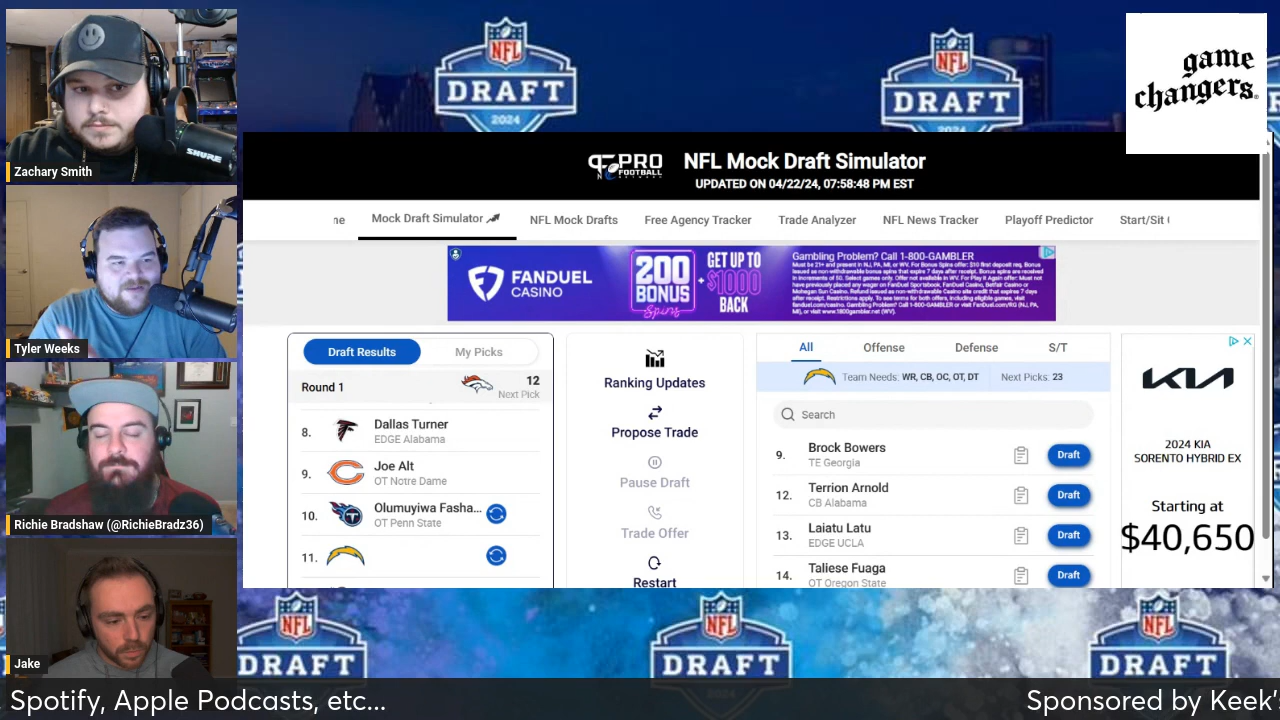 SHURE
Zachary Smith
Tyler Weeks
Richie Bradshaw (@RichieBradz36)
Jake
NFL
DRAFT
2024
NFL
DRAFT
2024
game
changers
PRO
FOOTBALL
NETWORK
NFL Mock Draft Simulator
UPDATED ON 04/22/24, 07:58:48 PM EST
ne
Mock Draft Simulator
NFL Mock Drafts
Free Agency Tracker
Trade Analyzer
NFL News Tracker
Playoff Predictor
Start/Sit
FANDUEL
CASINO
200
BONUS
Spins
+
GET UP TO
$1000
BACK
Gambling Problem? Call 1-800-GAMBLER
Draft Results
My Picks
Round 1
12
Next Pick
8.
Dallas Turner
EDGE Alabama
9.
Joe Alt
OT Notre Dame
10.
Olumuyiwa Fasha...
OT Penn State
11.
Ranking Updates
Propose Trade
Pause Draft
Trade Offer
Restart
All
Offense
Defense
S/T
Team Needs: WR, CB, OC, OT, DT
Next Picks: 23
Search
9.
Brock Bowers
TE Georgia
Draft
12.
Terrion Arnold
CB Alabama
Draft
13.
Laiatu Latu
EDGE UCLA
Draft
14.
Taliese Fuaga
OT Oregon State
Draft
KIA
2024 KIA
SORENTO HYBRID EX
Starting at
$40,650
NFL
DRAFT
NFL
DRAFT
NFL
DRAFT
Spotify, Apple Podcasts, etc...
Sponsored by Keek'